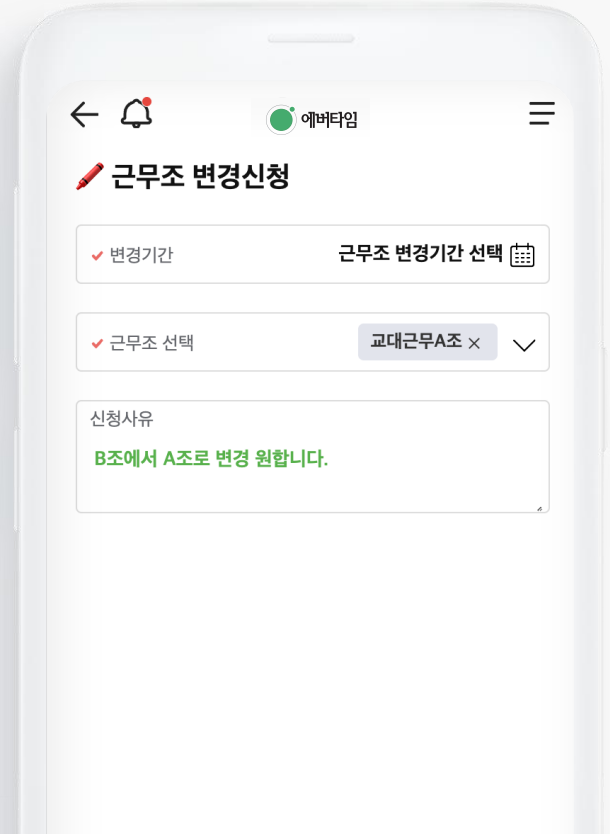 에버타임
근무조 변경신청
변경기간 근무조 변경기간 선택
근무조 선택 교대근무A조 ×
신청사유
B조에서 A조로 변경 원합니다.